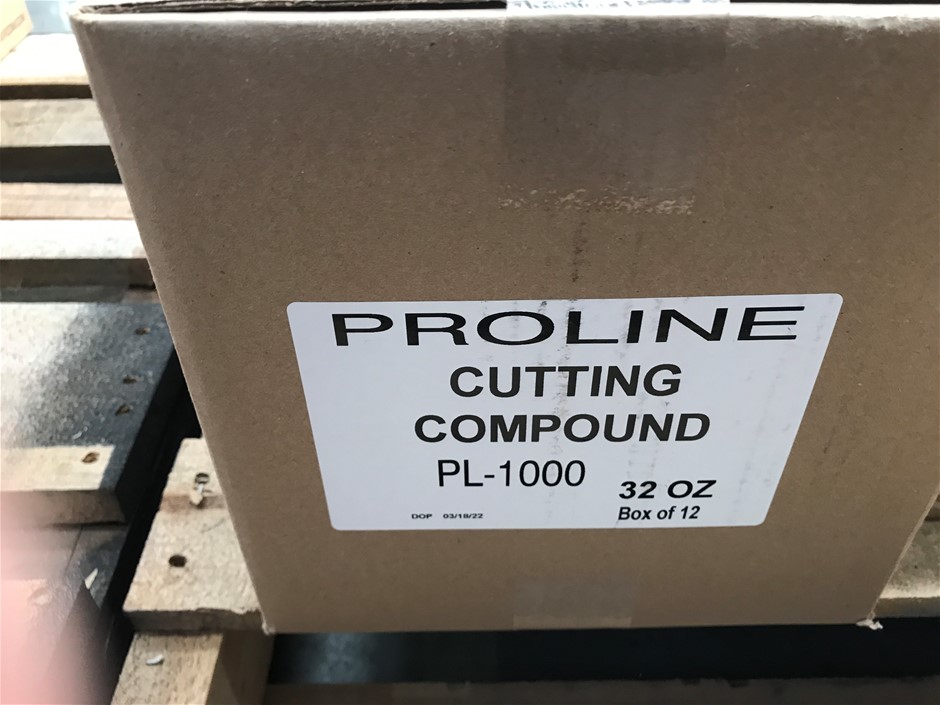 PROLINE
CUTTING
COMPOUND
PL-1000
32 OZ
DOP 03/18/22
Box of 12